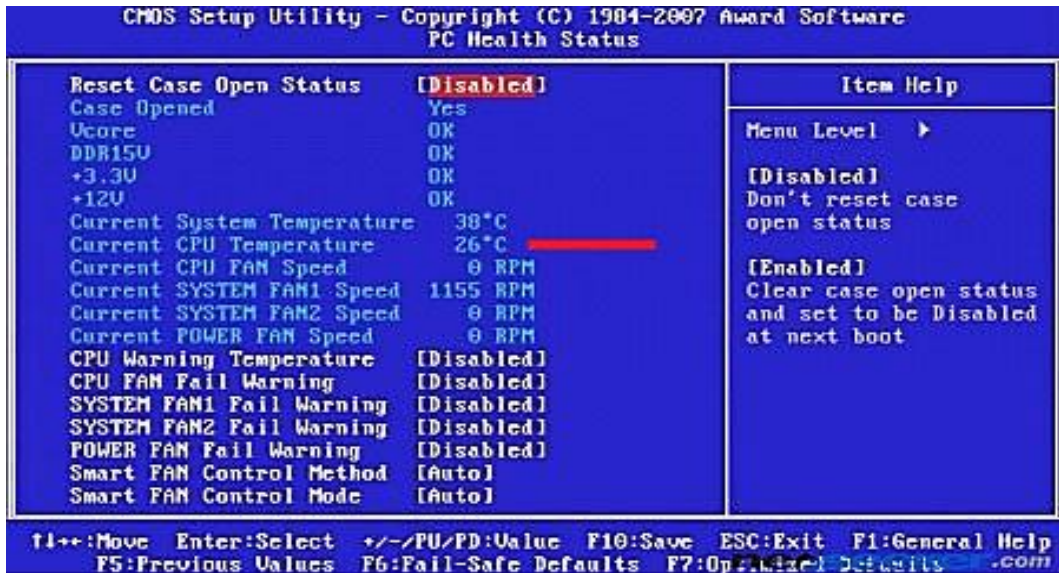 CMOS Setup Utility - Copyright (C) 1984-2007 Award Software
PC Health Status
Reset Case Open Status [Disabled]
Case Opened Yes
Vcore OK
DDR15V OK
+3.3V OK
+12V OK
Current System Temperature 38°C
Current CPU Temperature 26°C
Current CPU FAN Speed 0 RPM
Current SYSTEM FAN1 Speed 1155 RPM
Current SYSTEM FAN2 Speed 0 RPM
Current POWER FAN Speed 0 RPM
CPU Warning Temperature [Disabled]
CPU FAN Fail Warning [Disabled]
SYSTEM FAN1 Fail Warning [Disabled]
SYSTEM FAN2 Fail Warning [Disabled]
POWER FAN Fail Warning [Disabled]
Smart FAN Control Method [Auto]
Smart FAN Control Mode [Auto]
Item Help
Menu Level ▶
[Disabled]
Don't reset case
open status
[Enabled]
Clear case open status
and set to be Disabled
at next boot
↑↓→←:Move Enter:Select +/-/PU/PD:Value F10:Save ESC:Exit F1:General Help
F5:Previous Values F6:Fail-Safe Defaults F7:Optimized Defaults
.com